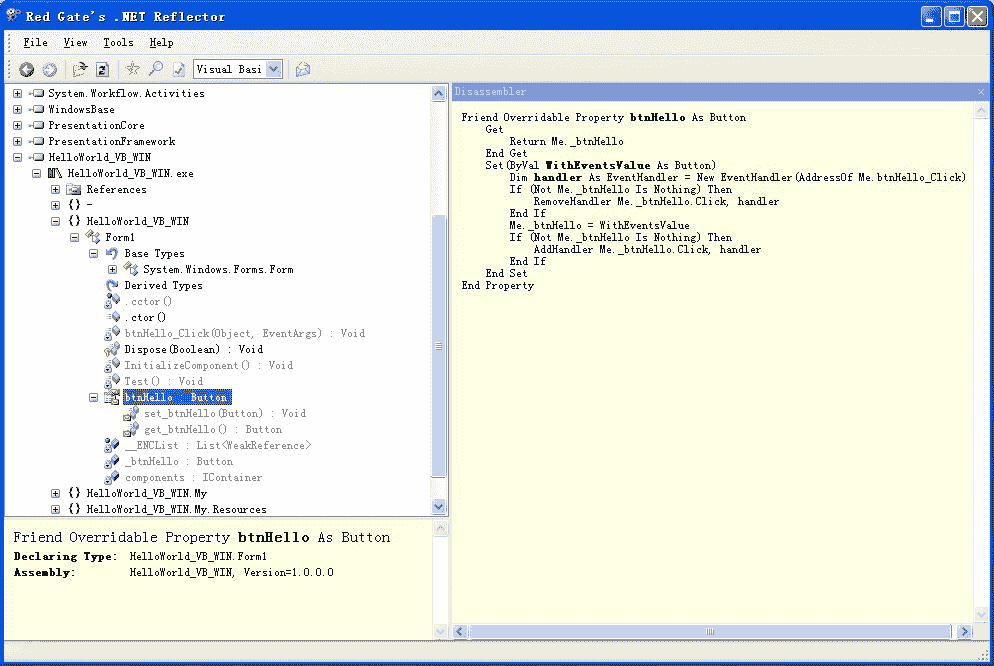 Red Gate's .NET Reflector
File View Tools Help
Visual Basi
System.Workflow.Activities
WindowsBase
PresentationCore
PresentationFramework
HelloWorld_VB_WIN
HelloWorld_VB_WIN.exe
References
{} -
{} HelloWorld_VB_WIN
Form1
Base Types
System.Windows.Forms.Form
Derived Types
.cctor()
.ctor()
btnHello_Click(Object, EventArgs) : Void
Dispose(Boolean) : Void
InitializeComponent() : Void
Test() : Void
btnHello : Button
set_btnHello(Button) : Void
get_btnHello() : Button
__ENCList : List<WeakReference>
_btnHello : Button
components : IContainer
{} HelloWorld_VB_WIN.My
{} HelloWorld_VB_WIN.My.Resources
Friend Overridable Property btnHello As Button
Declaring Type: HelloWorld_VB_WIN.Form1
Assembly: HelloWorld_VB_WIN, Version=1.0.0.0
Disassembler
Friend Overridable Property btnHello As Button
Get
Return Me._btnHello
End Get
Set(ByVal WithEventsValue As Button)
Dim handler As EventHandler = New EventHandler(AddressOf Me.btnHello_Click)
If (Not Me._btnHello Is Nothing) Then
RemoveHandler Me._btnHello.Click, handler
End If
Me._btnHello = WithEventsValue
If (Not Me._btnHello Is Nothing) Then
AddHandler Me._btnHello.Click, handler
End If
End Set
End Property